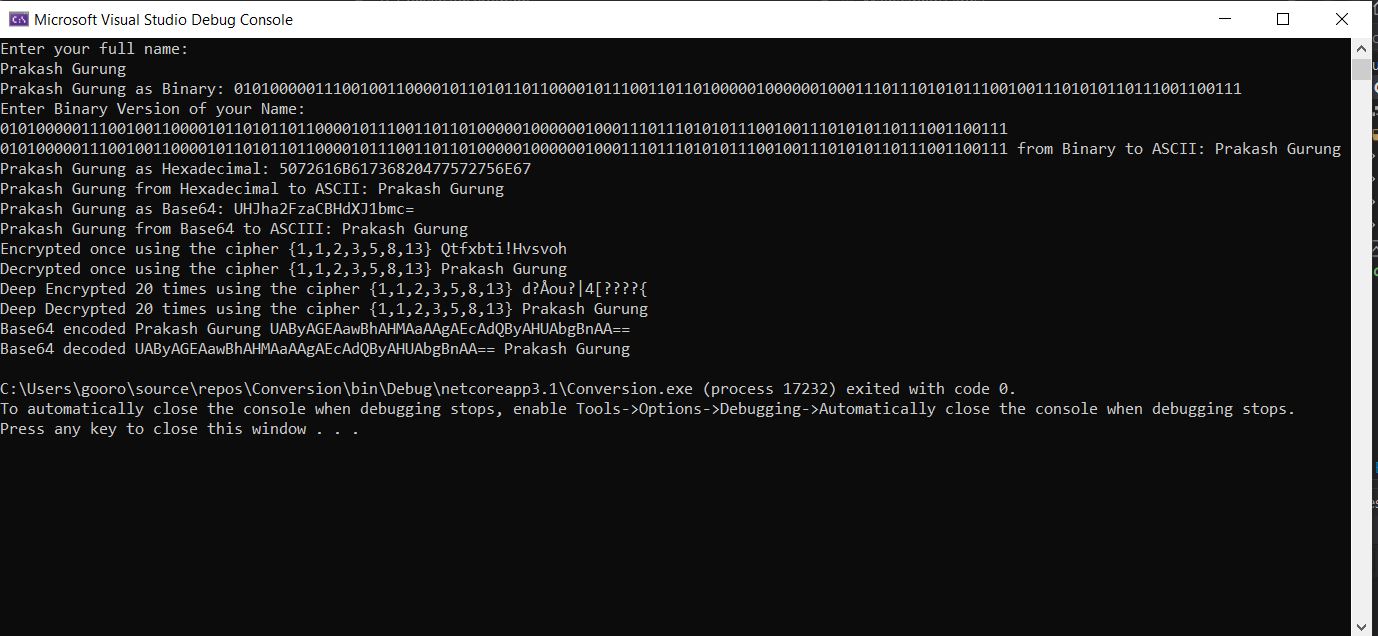 Microsoft Visual Studio Debug Console
Enter your full name:
Prakash Gurung
Prakash Gurung as Binary: 0101000001110010011000010110101101100001011100110110100000100000010001110111010101110010011101010110111001100111
Enter Binary Version of your Name:
0101000001110010011000010110101101100001011100110110100000100000010001110111010101110010011101010110111001100111
0101000001110010011000010110101101100001011100110110100000100000010001110111010101110010011101010110111001100111 from Binary to ASCII: Prakash Gurung
Prakash Gurung as Hexadecimal: 5072616B61736820477572756E67
Prakash Gurung from Hexadecimal to ASCII: Prakash Gurung
Prakash Gurung as Base64: UHJha2FzaCBHdXJ1bmc=
Prakash Gurung from Base64 to ASCIII: Prakash Gurung
Encrypted once using the cipher {1,1,2,3,5,8,13} Qtfxbti!Hvsvoh
Decrypted once using the cipher {1,1,2,3,5,8,13} Prakash Gurung
Deep Encrypted 20 times using the cipher {1,1,2,3,5,8,13} d?Åou?|4[????{
Deep Decrypted 20 times using the cipher {1,1,2,3,5,8,13} Prakash Gurung
Base64 encoded Prakash Gurung UAByAGEAawBhAHMAaAAgAEcAdQByAHUAbgBnAA==
Base64 decoded UAByAGEAawBhAHMAaAAgAEcAdQByAHUAbgBnAA== Prakash Gurung
C:\Users\gooro\source\repos\Conversion\bin\Debug\netcoreapp3.1\Conversion.exe (process 17232) exited with code 0.
To automatically close the console when debugging stops, enable Tools->Options->Debugging->Automatically close the console when debugging stops.
Press any key to close this window . . .